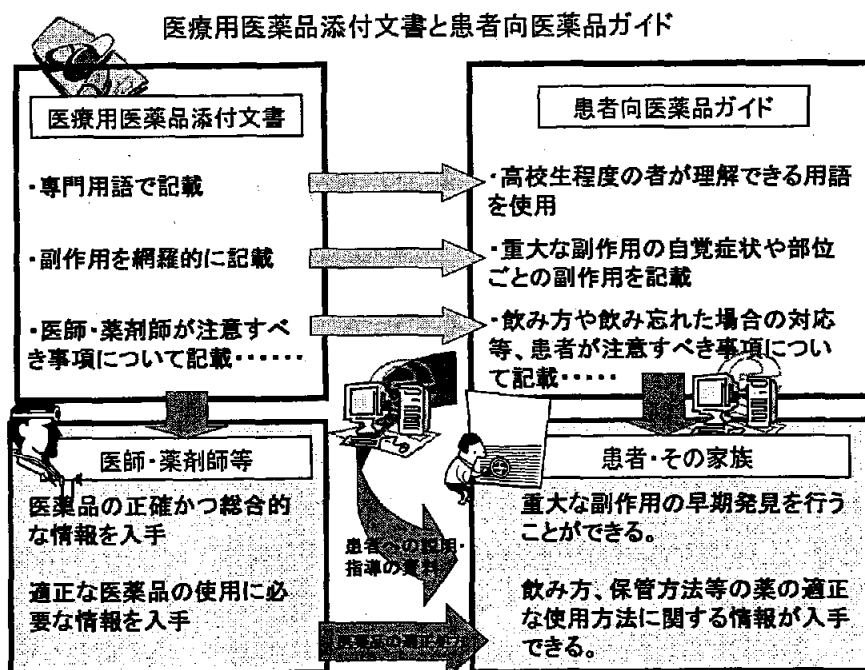 医療用医薬品添付文書と患者向医薬品ガイド
医療用医薬品添付文書
・専門用語で記載
・副作用を網羅的に記載
・医師・薬剤師が注意すべ
き事項について記載‥‥‥
患者向医薬品ガイド
・高校生程度の者が理解できる用語
を使用
・重大な副作用の自覚症状や部位
ごとの副作用を記載
・飲み方や飲み忘れた場合の対応
等、患者が注意すべき事項につい
て記載‥‥‥
医師・薬剤師等
医薬品の正確かつ総合的
な情報を入手
適正な医薬品の使用に必
要な情報を入手
患者への説明・
指導の資料
医薬品の適正処方
患者・その家族
重大な副作用の早期発見を行う
ことができる。
飲み方、保管方法等の薬の適正
な使用方法に関する情報が入手
できる。